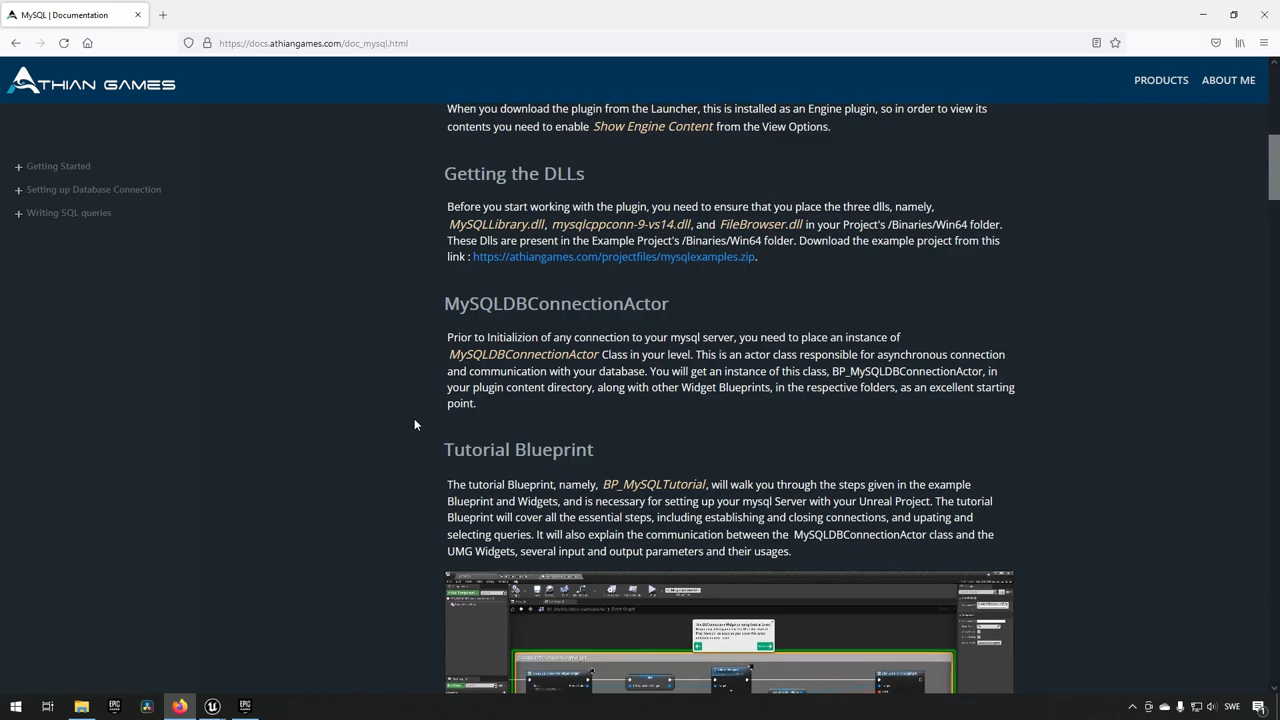 MySQL | Documentation
https://docs.athiangames.com/doc_mysql.html
ATHIAN GAMES
PRODUCTS ABOUT ME
Getting Started
Setting up Database Connection
Writing SQL queries
When you download the plugin from the Launcher, this is installed as an Engine plugin, so in order to view its
contents you need to enable Show Engine Content from the View Options.
Getting the DLLs
Before you start working with the plugin, you need to ensure that you place the three dlls, namely,
MySQLLibrary.dll, mysqlcppconn-9-vs14.dll, and FileBrowser.dll in your Project's /Binaries/Win64 folder.
These Dlls are present in the Example Project's /Binaries/Win64 folder. Download the example project from this
link : https://athiangames.com/projectfiles/mysqlexamples.zip.
MySQLDBConnectionActor
Prior to Initializion of any connection to your mysql server, you need to place an instance of
MySQLDBConnectionActor Class in your level. This is an actor class responsible for asynchronous connection
and communication with your database. You will get an instance of this class, BP_MySQLDBConnectionActor, in
your plugin content directory, along with other Widget Blueprints, in the respective folders, as an excellent starting
point.
Tutorial Blueprint
The tutorial Blueprint, namely, BP_MySQLTutorial, will walk you through the steps given in the example
Blueprint and Widgets, and is necessary for setting up your mysql Server with your Unreal Project. The tutorial
Blueprint will cover all the essential steps, including establishing and closing connections, and upating and
selecting queries. It will also explain the communication between the MySQLDBConnectionActor class and the
UMG Widgets, several input and output parameters and their usages.
SWE